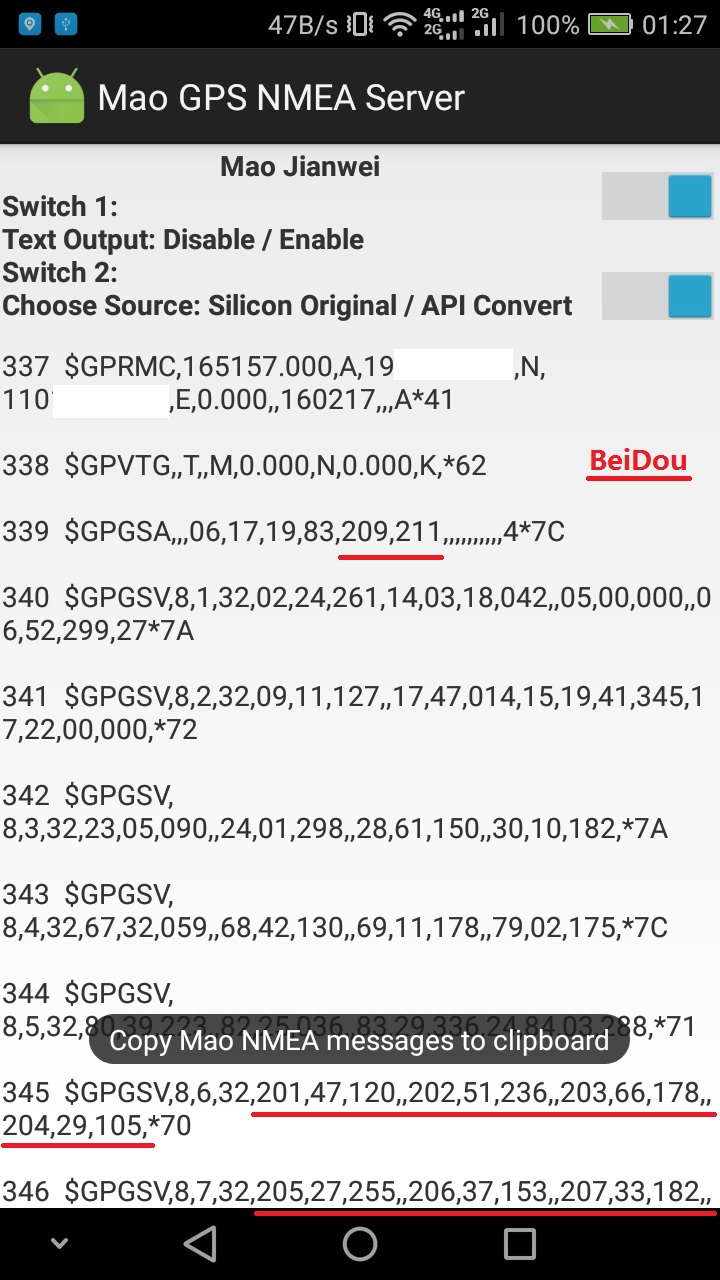 47B/s 4G 2G 2G 100% 01:27
Mao GPS NMEA Server
Mao Jianwei
Switch 1:
Text Output: Disable / Enable
Switch 2:
Choose Source: Silicon Original / API Convert
337 $GPRMC,165157.000,A,19 ,N,
110 ,E,0.000,,160217,,,A*41
338 $GPVTG,,T,,M,0.000,N,0.000,K,*62
BeiDou
339 $GPGSA,,,06,17,19,83,209,211,,,,,,,,,,4*7C
340 $GPGSV,8,1,32,02,24,261,14,03,18,042,,05,00,000,,0
6,52,299,27*7A
341 $GPGSV,8,2,32,09,11,127,,17,47,014,15,19,41,345,1
7,22,00,000,*72
342 $GPGSV,
8,3,32,23,05,090,,24,01,298,,28,61,150,,30,10,182,*7A
343 $GPGSV,
8,4,32,67,32,059,,68,42,130,,69,11,178,,79,02,175,*7C
344 $GPGSV,
8,5,32,80,39,223,,82,25,036,,83,29,336,24,84,03,288,*71
Copy Mao NMEA messages to clipboard
345 $GPGSV,8,6,32,201,47,120,,202,51,236,,203,66,178,,
204,29,105,*70
346 $GPGSV,8,7,32,205,27,255,,206,37,153,,207,33,182,,